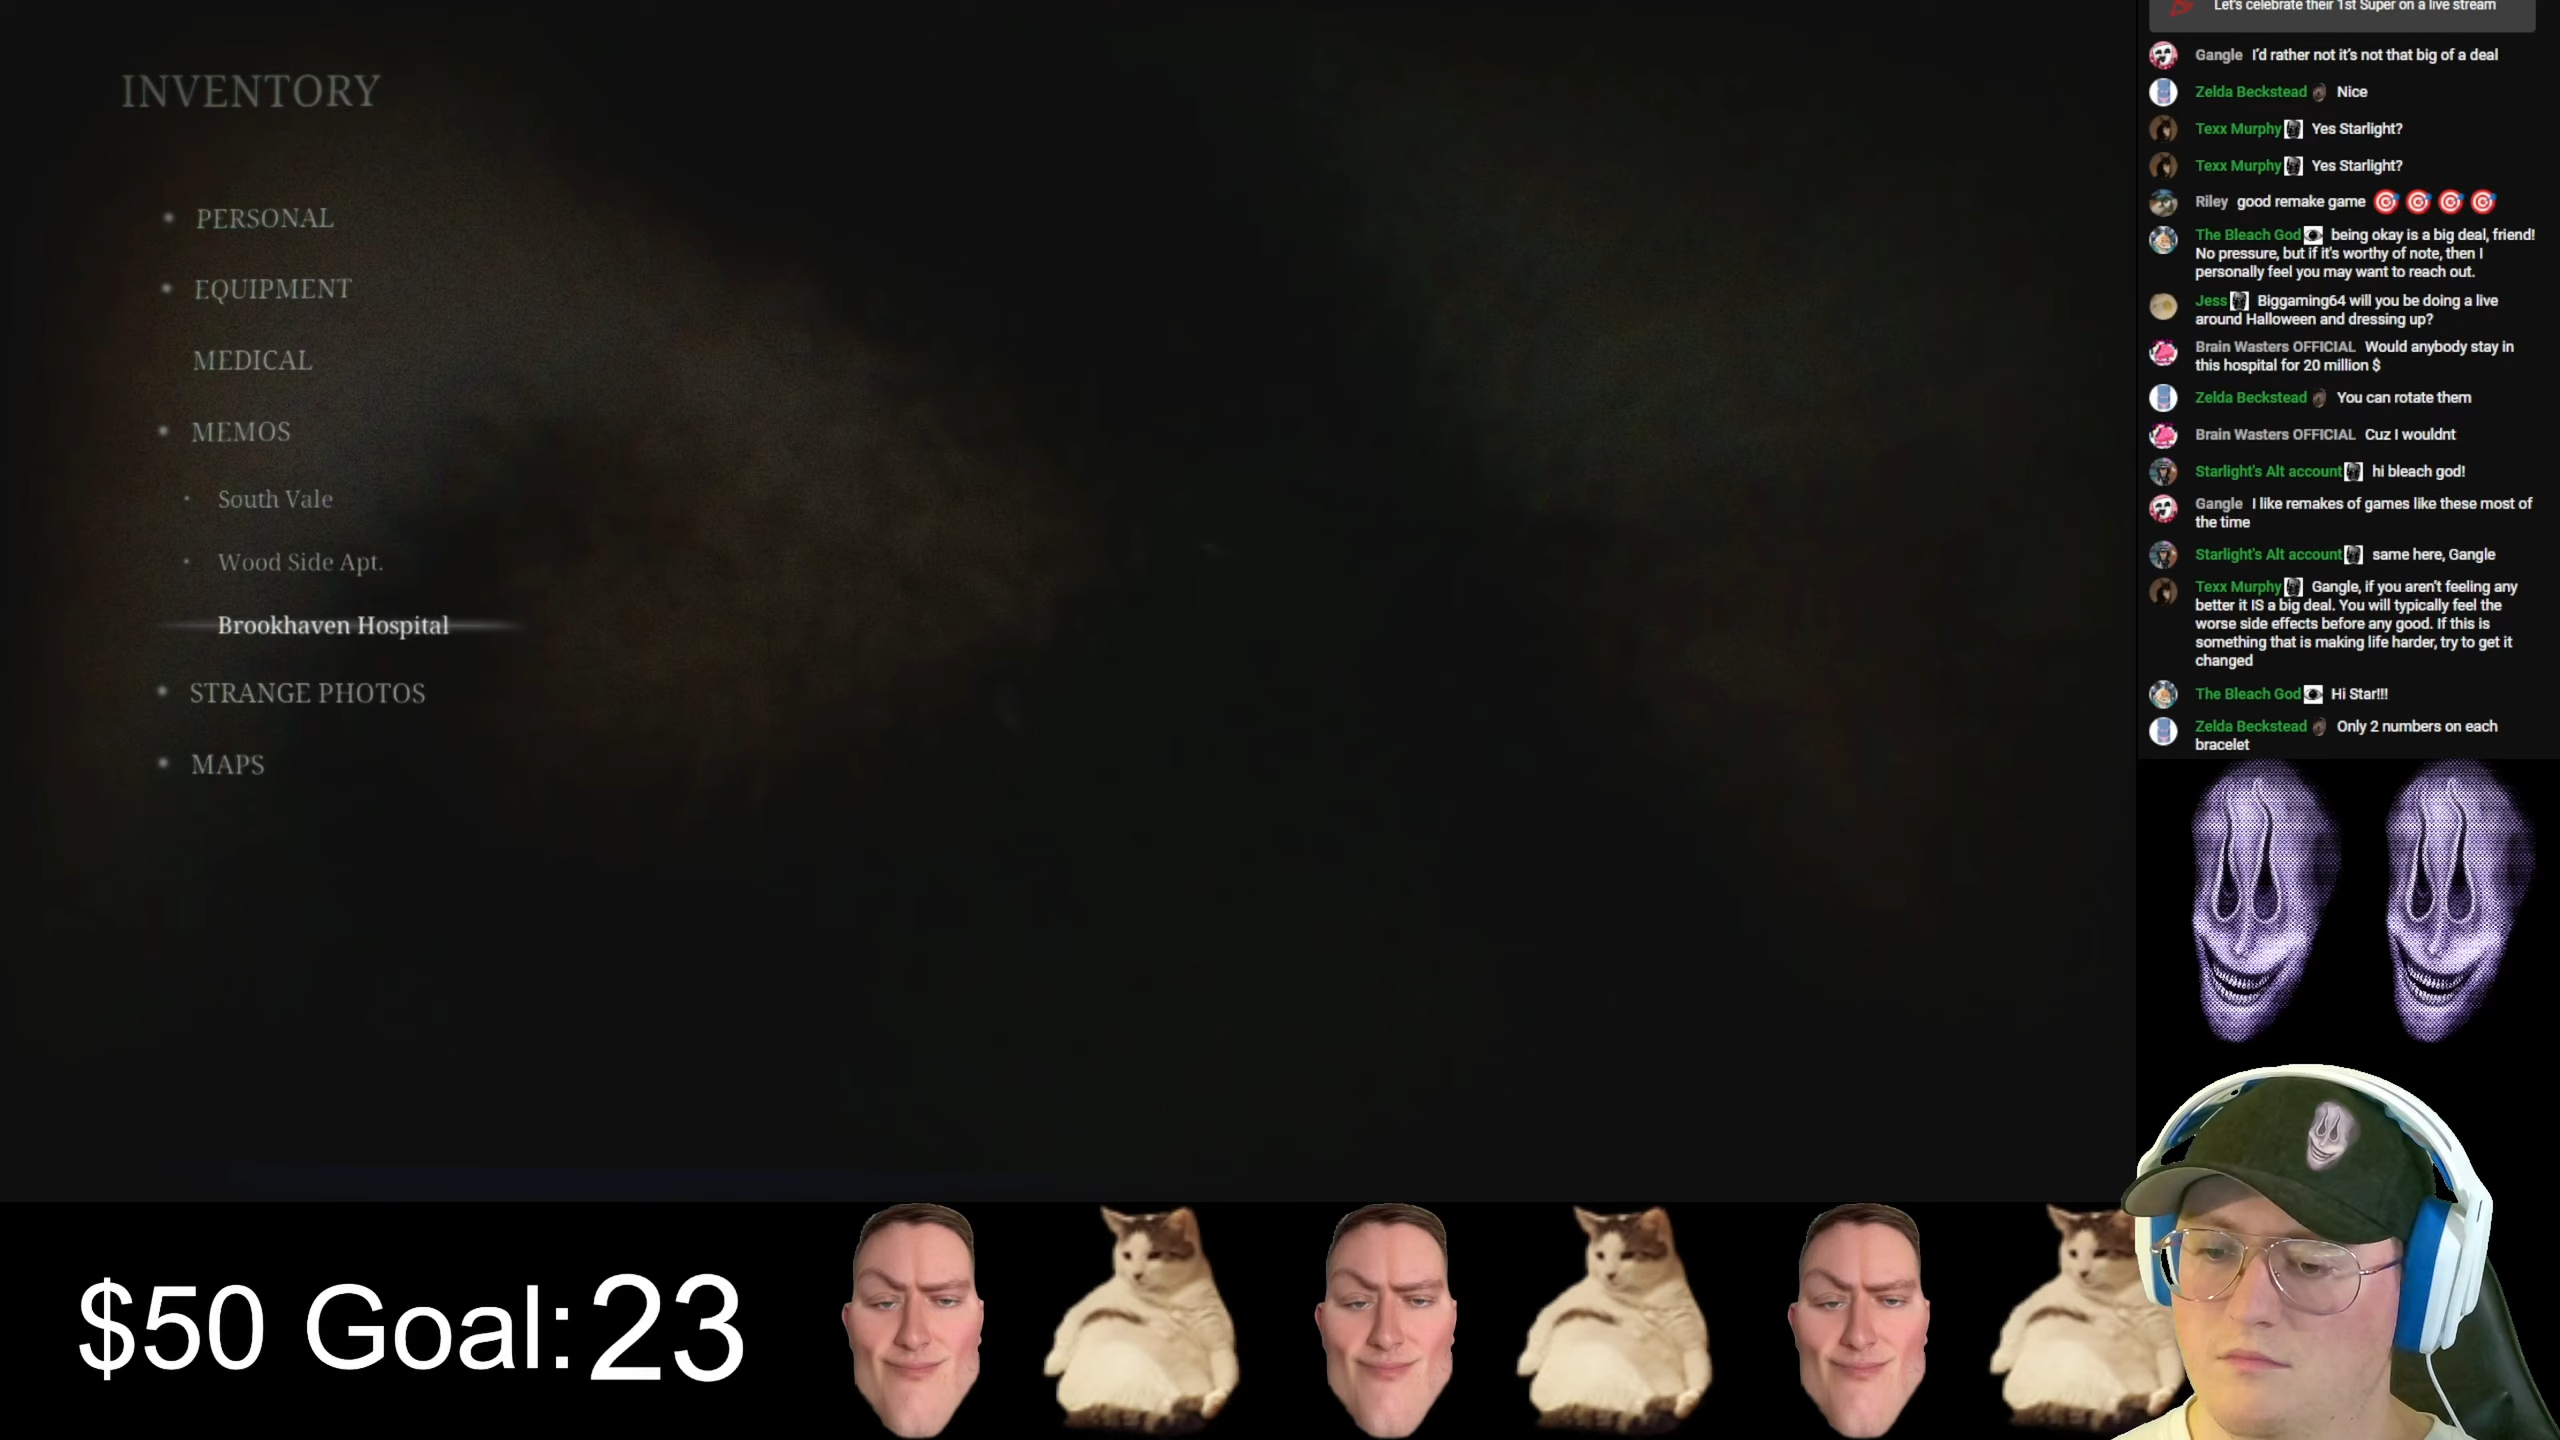 INVENTORY
PERSONAL
EQUIPMENT
MEDICAL
MEMOS
South Vale
Wood Side Apt.
Brookhaven Hospital
STRANGE PHOTOS
MAPS
Let's celebrate their 1st Super on a live stream
Gangle I'd rather not it's not that big of a deal
Zelda Beckstead Nice
Texx Murphy Yes Starlight?
Texx Murphy Yes Starlight?
Riley good remake game
The Bleach God being okay is a big deal, friend!
No pressure, but if it's worthy of note, then I
personally feel you may want to reach out.
Jess Biggaming64 will you be doing a live
around Halloween and dressing up?
Brain Wasters OFFICIAL Would anybody stay in
this hospital for 20 million $
Zelda Beckstead You can rotate them
Brain Wasters OFFICIAL Cuz I wouldnt
Starlight's Alt account hi bleach god!
Gangle I like remakes of games like these most of
the time
Starlight's Alt account same here, Gangle
Texx Murphy Gangle, if you aren't feeling any
better it IS a big deal. You will typically feel the
worse side effects before any good. If this is
something that is making life harder, try to get it
changed
The Bleach God Hi Star!!!
Zelda Beckstead Only 2 numbers on each
bracelet
$50 Goal: 23